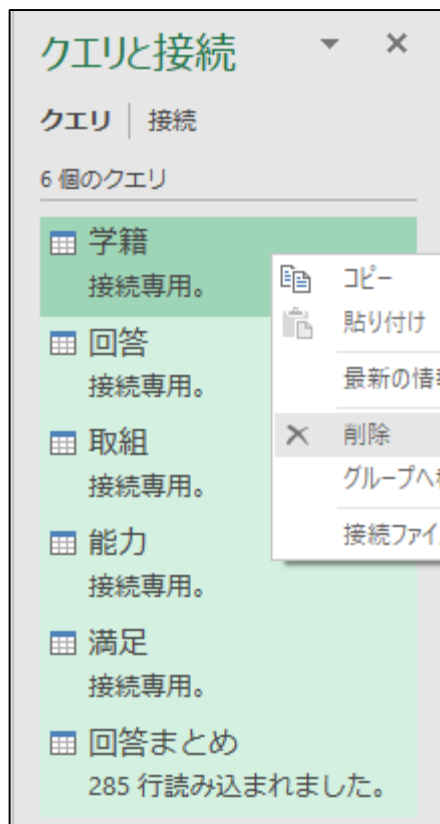 クエリと接続
クエリ | 接続
6 個のクエリ
学籍
接続専用。
回答
接続専用。
取組
接続専用。
能力
接続専用。
満足
接続専用。
回答まとめ
285 行読み込まれました。
コピー
貼り付け
最新の情
削除
グループへ
接続ファイ